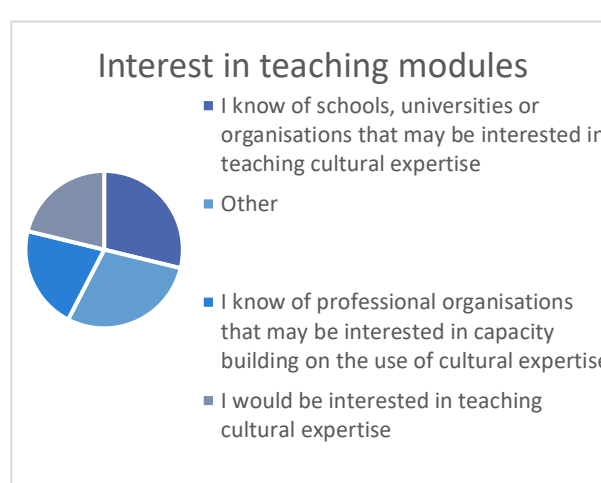 Interest in teaching modules
I know of schools, universities or
organisations that may be interested in
teaching cultural expertise
Other
I know of professional organisations
that may be interested in capacity
building on the use of cultural expertise
I would be interested in teaching
cultural expertise